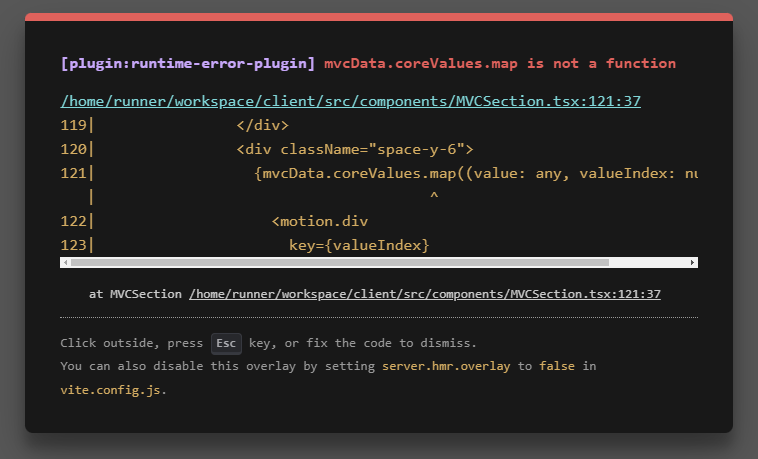 [plugin:runtime-error-plugin] mvcData.coreValues.map is not a function
/home/runner/workspace/client/src/components/MVCSection.tsx:121:37
119|                </div>
120|                <div className="space-y-6">
121|                  {mvcData.coreValues.map((value: any, valueIndex: nu
   |                                      ^
122|                    <motion.div
123|                      key={valueIndex}
at MVCSection /home/runner/workspace/client/src/components/MVCSection.tsx:121:37
Click outside, press Esc key, or fix the code to dismiss.
You can also disable this overlay by setting server.hmr.overlay to false in
vite.config.js.